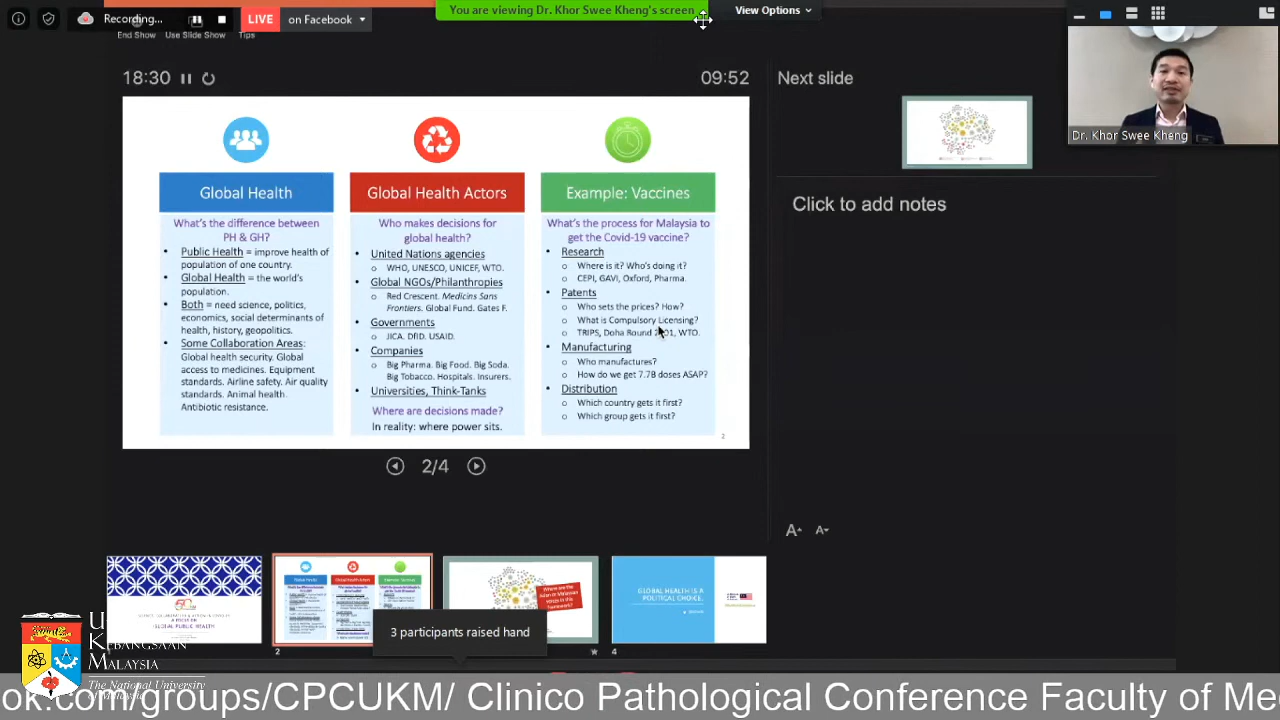 Recording...
LIVE
on Facebook
You are viewing Dr. Khor Swee Kheng's screen
View Options
End Show
Use Slide Show
Tips
18:30
09:52
Next slide
Dr. Khor Swee Kheng
Click to add notes
Global Health
What's the difference between
PH & GH?
• Public Health = improve health of
population of one country.
• Global Health = the world's
population.
• Both = need science, politics,
economics, social determinants of
health, history, geopolitics.
• Some Collaboration Areas:
Global health security. Global
access to medicines. Equipment
standards. Airline safety. Air quality
standards. Animal health.
Antibiotic resistance.
Global Health Actors
Who makes decisions for
global health?
• United Nations agencies
o WHO, UNESCO, UNICEF, WTO.
• Global NGOs/Philanthropies
o Red Crescent. Medicins Sans
Frontiers. Global Fund. Gates F.
• Governments
o JICA. DfID. USAID.
• Companies
o Big Pharma. Big Food. Big Soda.
Big Tobacco. Hospitals. Insurers.
• Universities, Think-Tanks
Where are decisions made?
In reality: where power sits.
Example: Vaccines
What's the process for Malaysia to
get the Covid-19 vaccine?
• Research
o Where is it? Who's doing it?
o CEPI, GAVI, Oxford, Pharma.
• Patents
o Who sets the prices? How?
o What is Compulsory Licensing?
o TRIPS, Doha Round 2001, WTO.
• Manufacturing
o Who manufactures?
o How do we get 7.7B doses ASAP?
• Distribution
o Which country gets it first?
o Which group gets it first?
2
2/4
A A
GLOBAL PUBLIC HEALTH
GLOBAL HEALTH IS A
POLITICAL CHOICE.
3 participants raised hand
2
4
KEBANGSAAN
MALAYSIA
The National University
ok.com/groups/CPCUKM/ Clinico Pathological Conference Faculty of Me